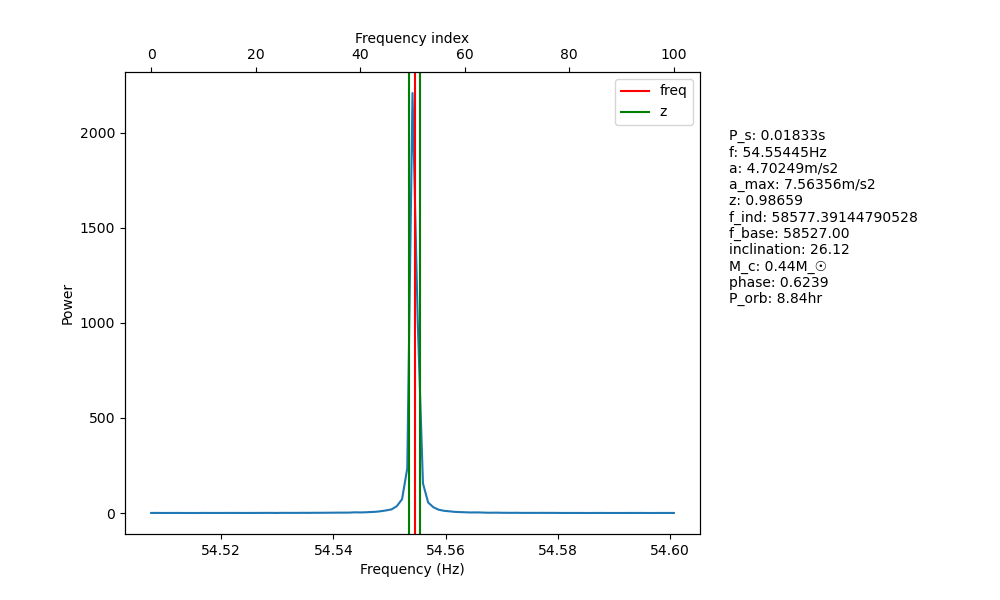 Frequency index
0 20 40 60 80 100
freq
z
2000
1500
1000
500
0
Power
54.52 54.54 54.56 54.58 54.60
Frequency (Hz)
P_s: 0.01833s
f: 54.55445Hz
a: 4.70249m/s2
a_max: 7.56356m/s2
z: 0.98659
f_ind: 58577.39144790528
f_base: 58527.00
inclination: 26.12
M_c: 0.44M_☉
phase: 0.6239
P_orb: 8.84hr